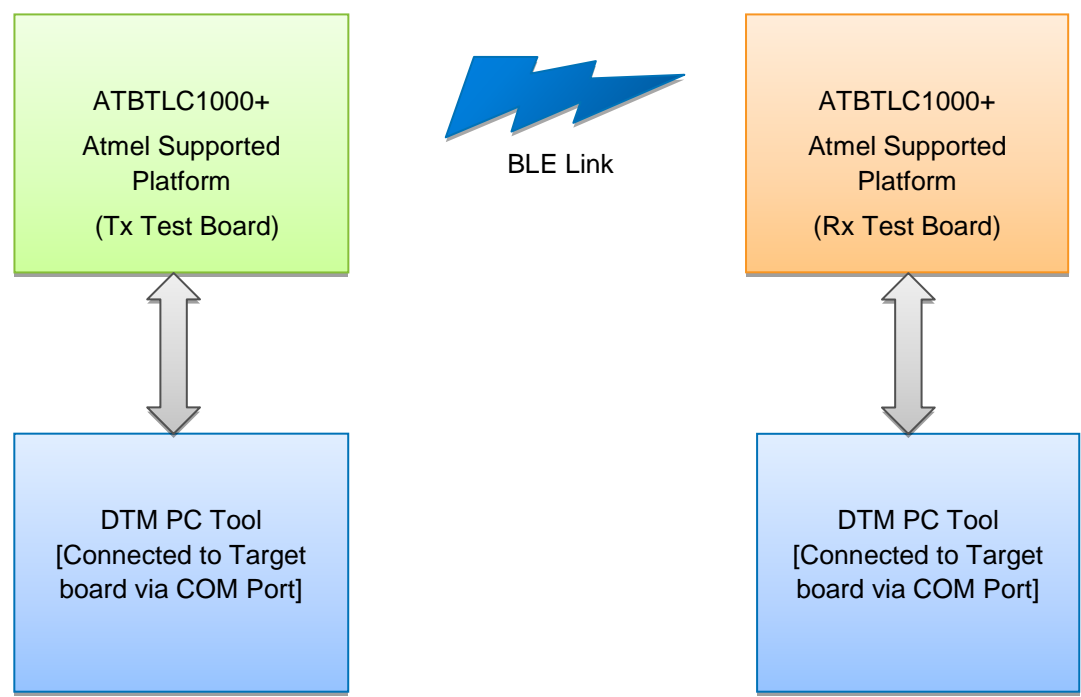 ATBTLC1000+
Atmel Supported
Platform
(Tx Test Board)
BLE Link
ATBTLC1000+
Atmel Supported
Platform
(Rx Test Board)
DTM PC Tool
[Connected to Target
board via COM Port]
DTM PC Tool
[Connected to Target
board via COM Port]